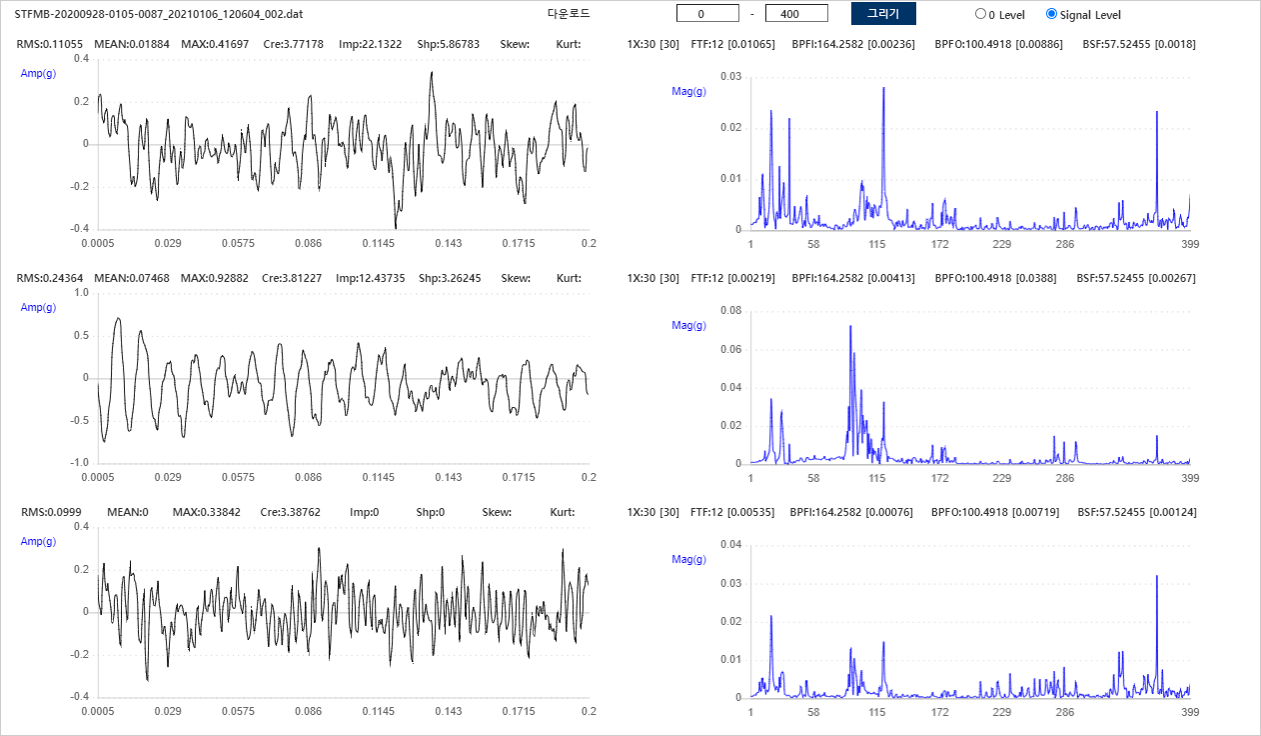 STFMB-20200928-0105-0087_20210106_120604_002.dat 다운로드 0 - 400 그리기 0 Level Signal Level
RMS:0.11055 MEAN:0.01884 MAX:0.41697 Cre:3.77178 Imp:22.1322 Shp:5.86783 Skew: Kurt: 1X:30 [30] FTF:12 [0.01065] BPFI:164.2582 [0.00236] BPFO:100.4918 [0.00886] BSF:57.52455 [0.0018]
Amp(g)
0.4
0.2
0
-0.2
-0.4
0.0005 0.029 0.0575 0.086 0.1145 0.143 0.1715 0.2
Mag(g)
0.03
0.02
0.01
0
1 58 115 172 229 286 399
RMS:0.24364 MEAN:0.07468 MAX:0.92882 Cre:3.81227 Imp:12.43735 Shp:3.26245 Skew: Kurt: 1X:30 [30] FTF:12 [0.00219] BPFI:164.2582 [0.00413] BPFO:100.4918 [0.0388] BSF:57.52455 [0.00267]
Amp(g)
1.0
0.5
0
-0.5
-1.0
0.0005 0.029 0.0575 0.086 0.1145 0.143 0.1715 0.2
Mag(g)
0.08
0.06
0.04
0.02
0
1 58 115 172 229 286 399
RMS:0.0999 MEAN:0 MAX:0.33842 Cre:3.38762 Imp:0 Shp:0 Skew: Kurt: 1X:30 [30] FTF:12 [0.00535] BPFI:164.2582 [0.00076] BPFO:100.4918 [0.00719] BSF:57.52455 [0.00124]
Amp(g)
0.4
0.2
0
-0.2
-0.4
0.0005 0.029 0.0575 0.086 0.1145 0.143 0.1715 0.2
Mag(g)
0.04
0.03
0.02
0.01
0
1 58 115 172 229 286 399